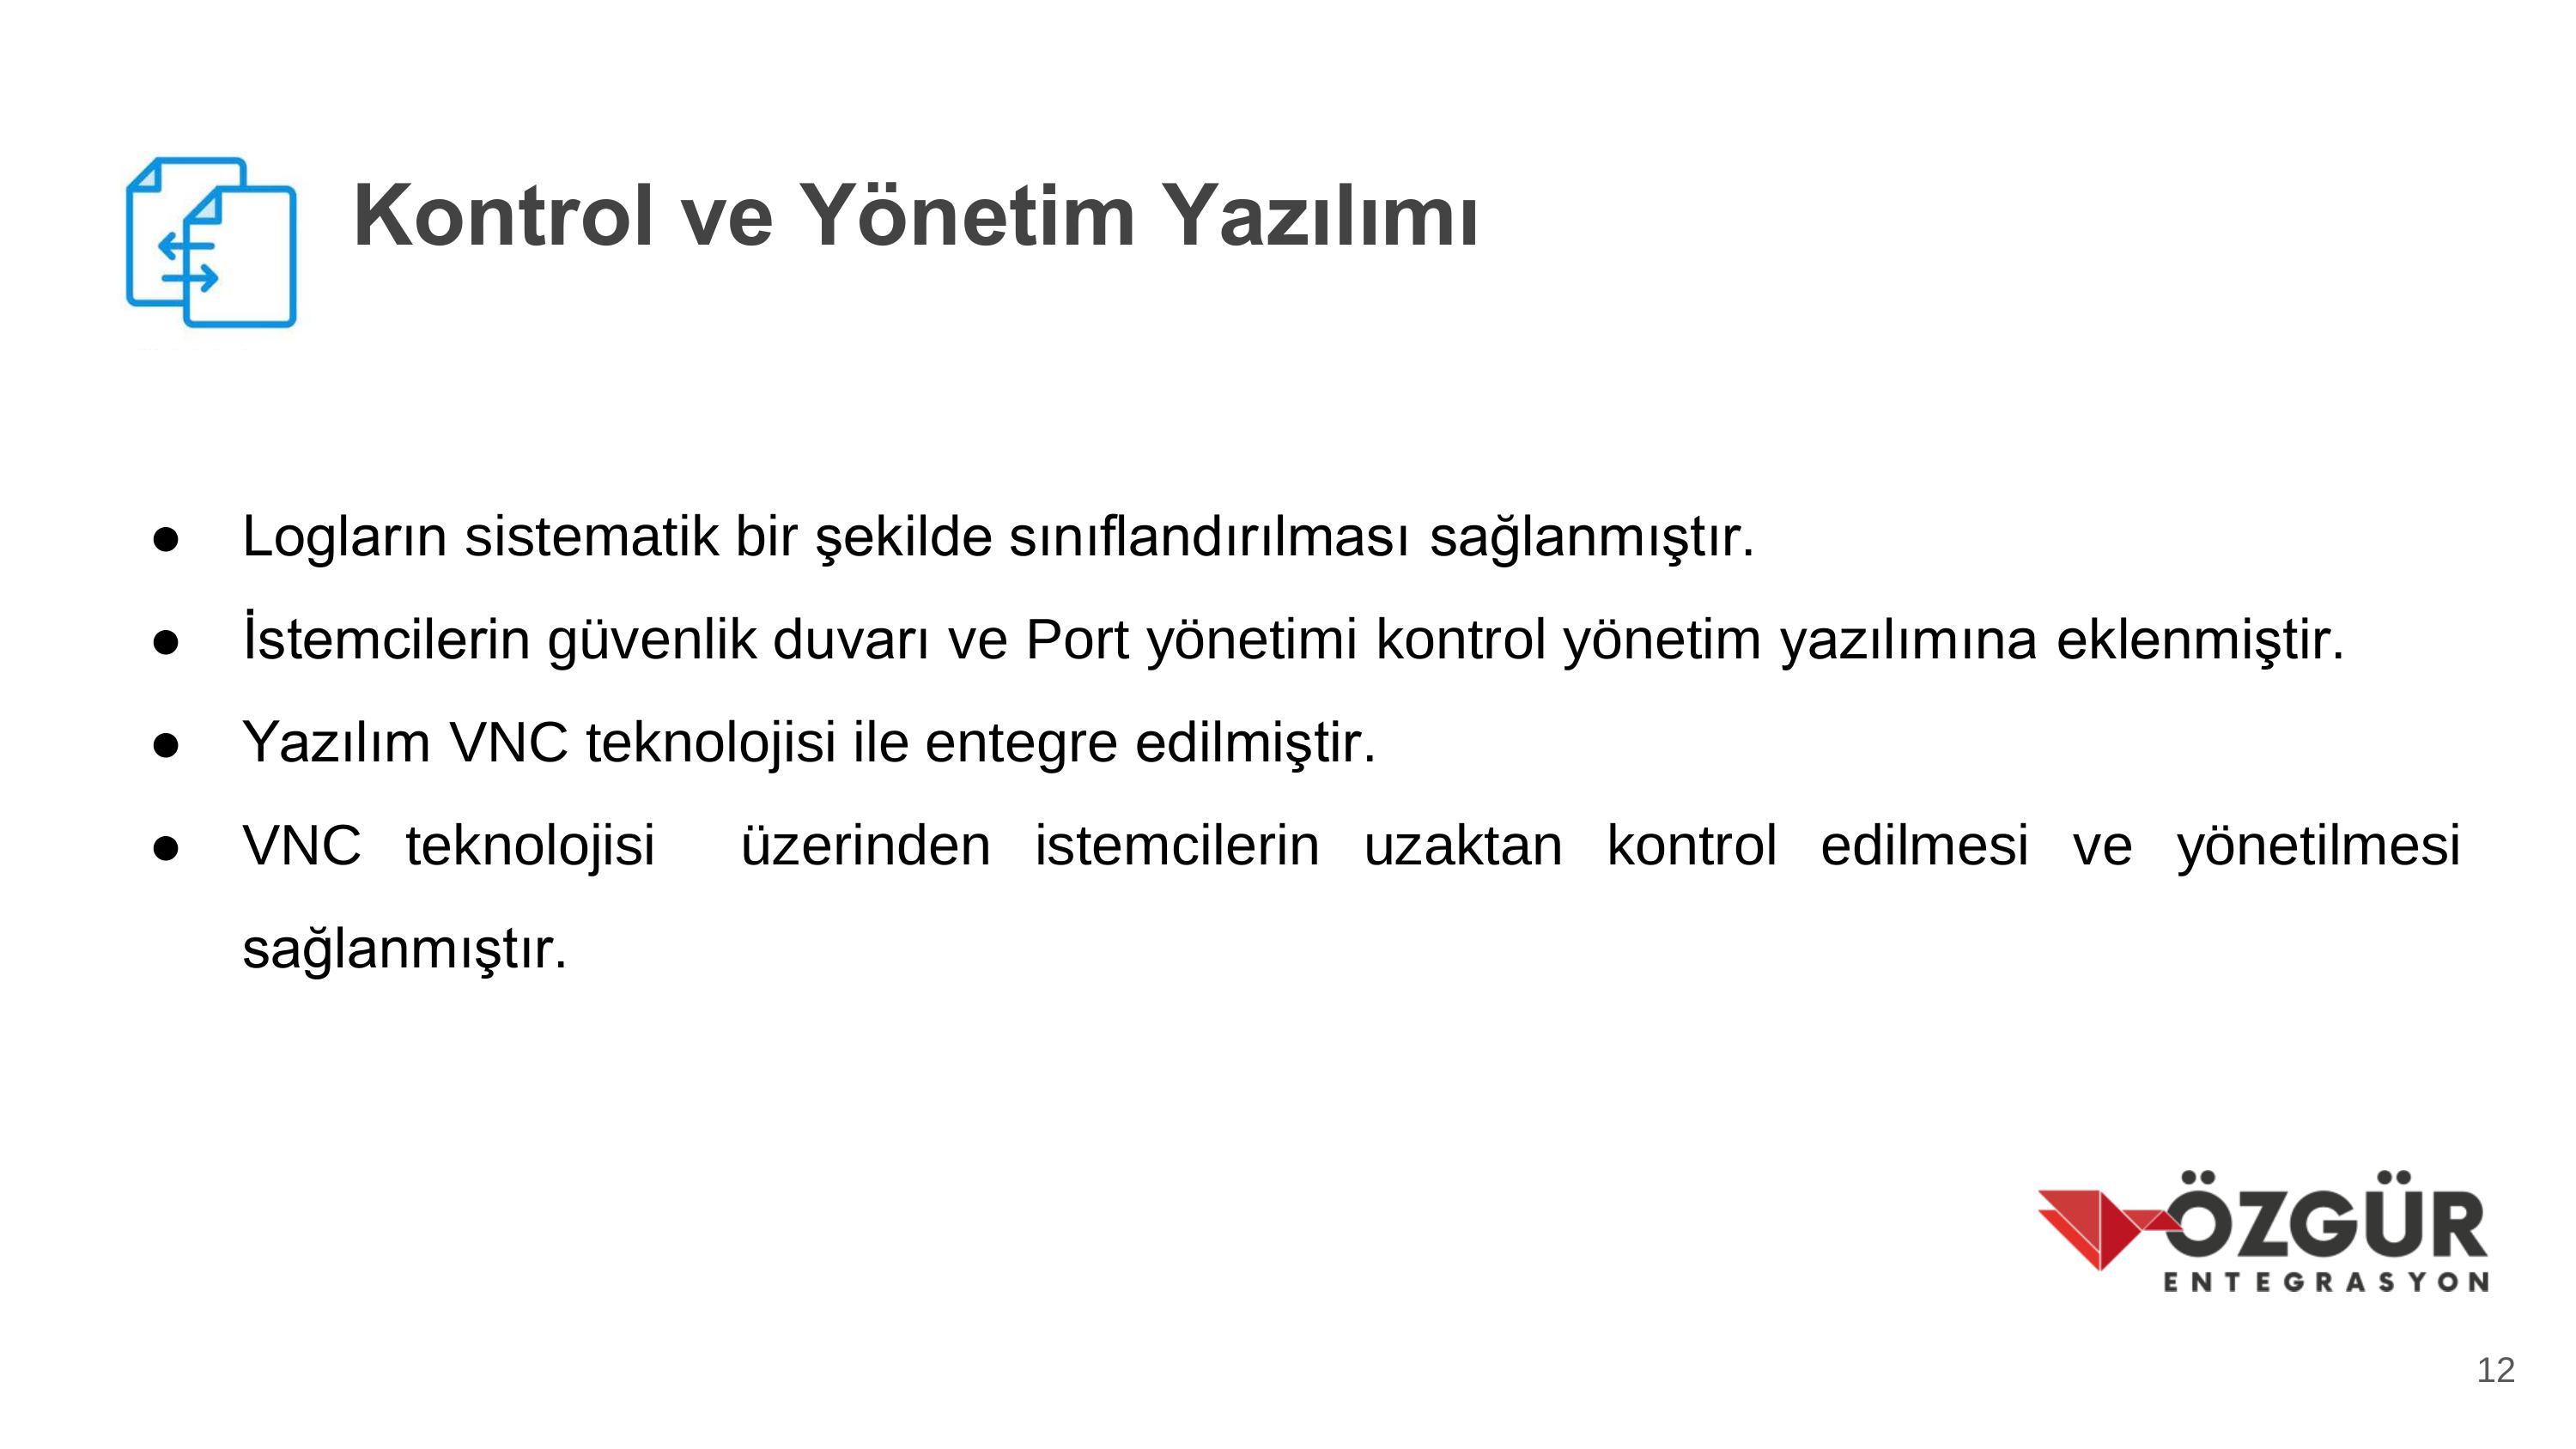 Kontrol ve Yönetim Yazılımı
● Logların sistematik bir şekilde sınıflandırılması sağlanmıştır.
● İstemcilerin güvenlik duvarı ve Port yönetimi kontrol yönetim yazılımına eklenmiştir.
● Yazılım VNC teknolojisi ile entegre edilmiştir.
● VNC teknolojisi üzerinden istemcilerin uzaktan kontrol edilmesi ve yönetilmesi
sağlanmıştır.
ÖZGÜR
ENTEGRASYON
12